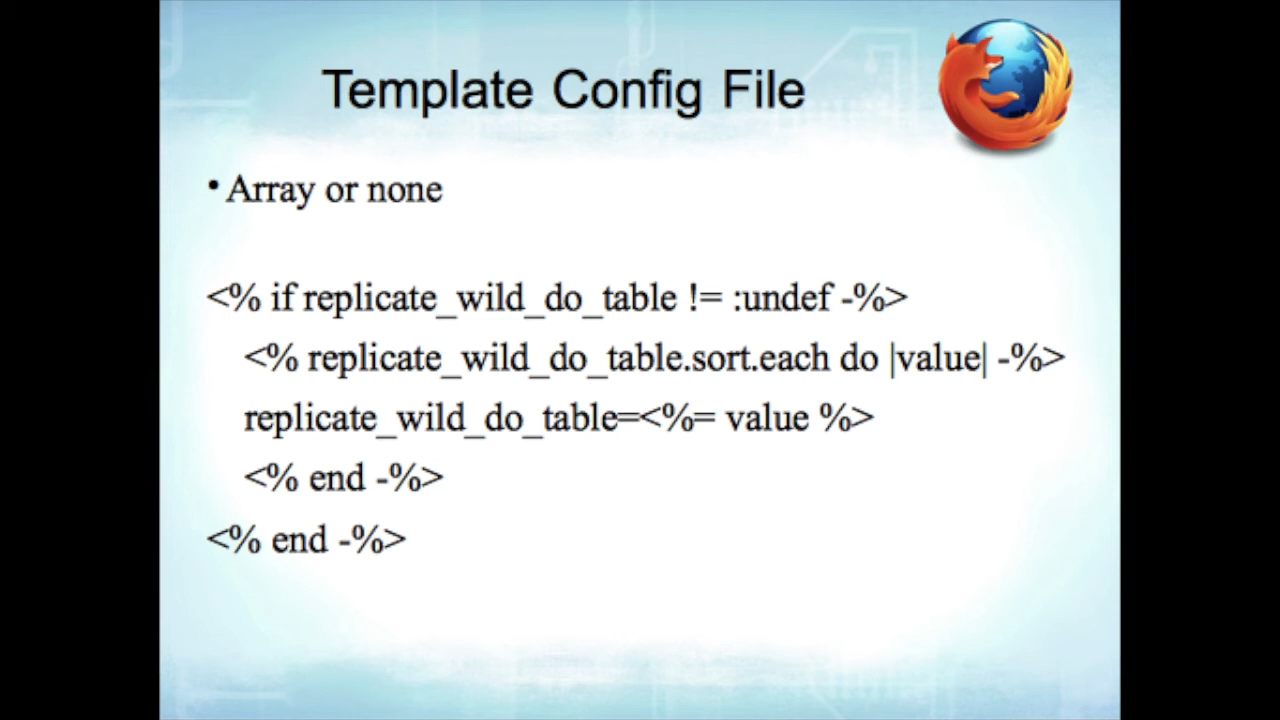 Template Config File
• Array or none
<% if replicate_wild_do_table != :undef -%>
<% replicate_wild_do_table.sort.each do |value| -%>
replicate_wild_do_table=<%= value %>
<% end -%>
<% end -%>